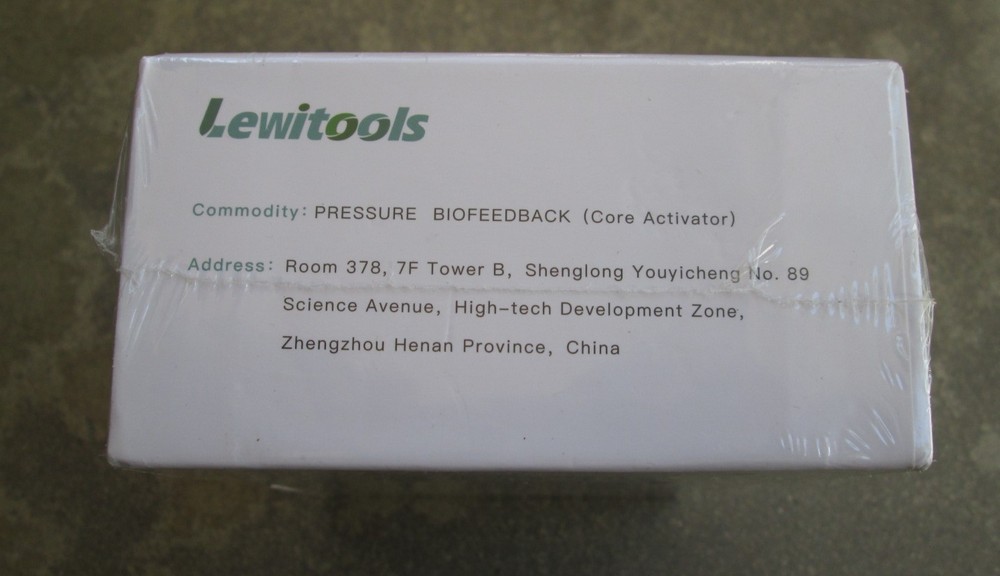 Lewitools
Commodity: PRESSURE BIOFEEDBACK (Core Activator)
Address: Room 378, 7F Tower B, Shenglong Youyicheng No. 89
Science Avenue, High-tech Development Zone,
Zhengzhou Henan Province, China